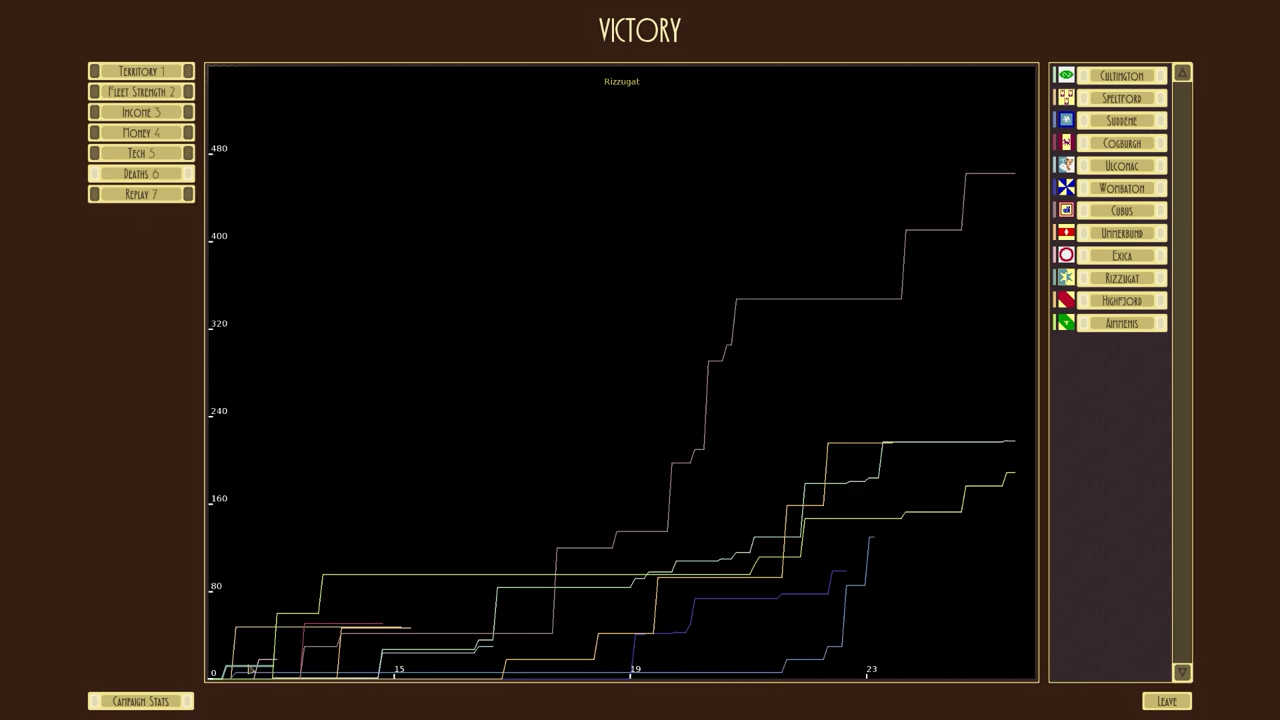 VICTORY
TERRITORY 1
FLEET STRENGTH 2
INCOME 3
MONEY 4
TECH 5
DEATHS 6
REPLAY 7
Rizzugat
480
400
320
240
160
80
0
15
19
23
CULTINGTON
SPELTFORD
SUDDENE
COGBURGH
ULCONAC
WOMBATON
CUBUS
UMMERBUND
EXICA
RIZZUGAT
HIGHFJORD
AIMMENIS
CAMPAIGN STATS
LEAVE